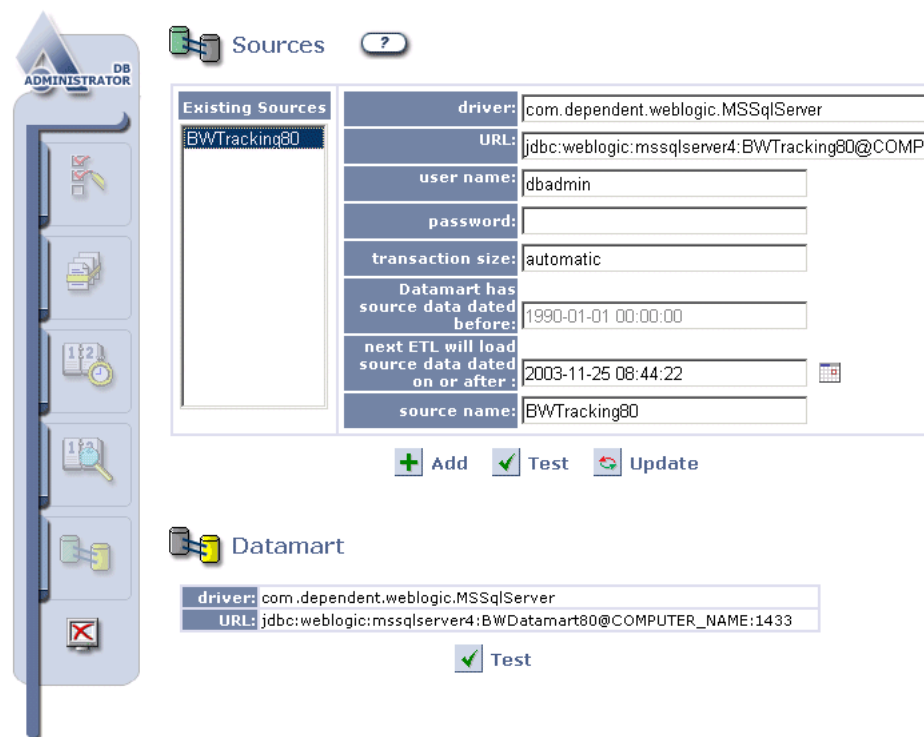 DB
ADMINISTRATOR
Sources ?
Existing Sources
BWTracking80
driver: com.dependent.weblogic.MSSqlServer
URL: jdbc:weblogic:mssqlserver4:BWTracking80@COMP
user name: dbadmin
password:
transaction size: automatic
Datamart has
source data dated
before: 1990-01-01 00:00:00
next ETL will load
source data dated
on or after : 2003-11-25 08:44:22
source name: BWTracking80
Add Test Update
Datamart
driver: com.dependent.weblogic.MSSqlServer
URL: jdbc:weblogic:mssqlserver4:BWDatamart80@COMPUTER_NAME:1433
Test